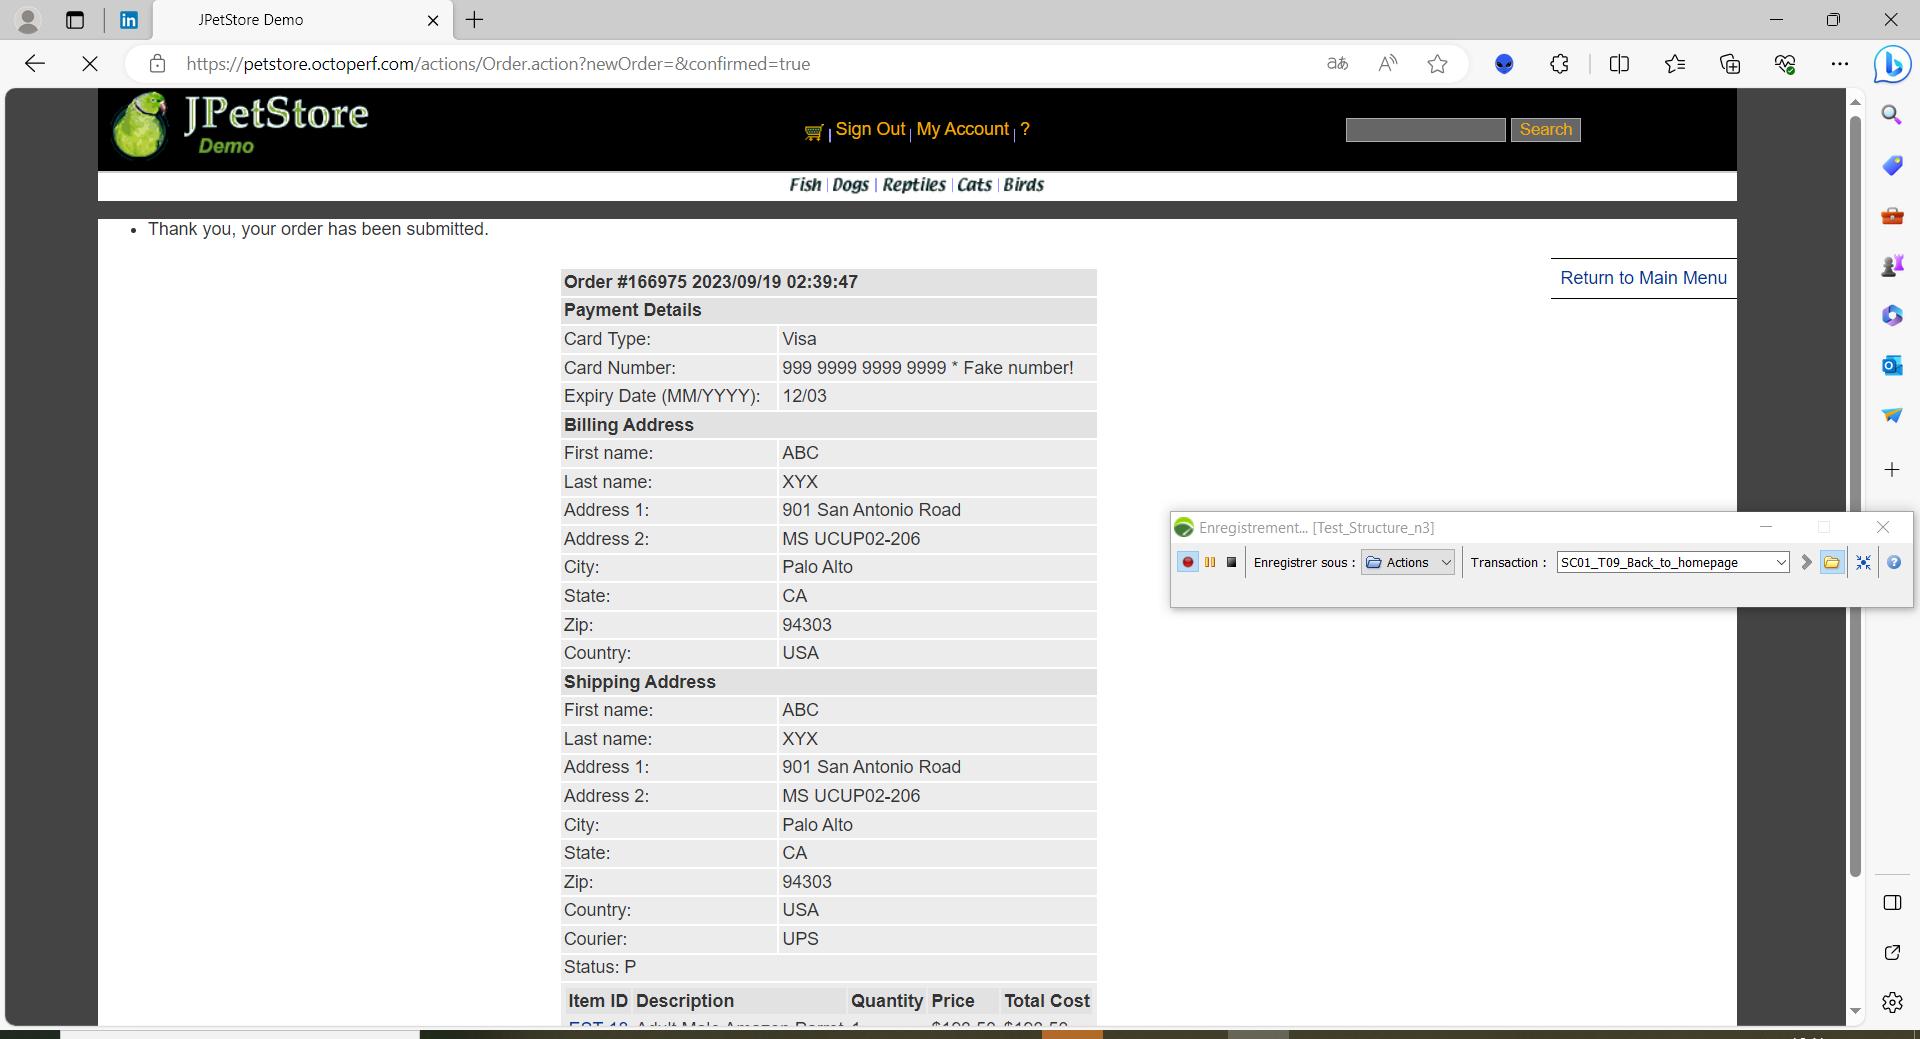 JPetStore Demo
https://petstore.octoperf.com/actions/Order.action?newOrder=&confirmed=true
JPetStore
Demo
Sign Out | My Account | ?
Search
Fish | Dogs | Reptiles | Cats | Birds
Thank you, your order has been submitted.
Return to Main Menu
Order #166975 2023/09/19 02:39:47
Payment Details
Card Type: Visa
Card Number: 999 9999 9999 9999 * Fake number!
Expiry Date (MM/YYYY): 12/03
Billing Address
First name: ABC
Last name: XYX
Address 1: 901 San Antonio Road
Address 2: MS UCUP02-206
City: Palo Alto
State: CA
Zip: 94303
Country: USA
Shipping Address
First name: ABC
Last name: XYX
Address 1: 901 San Antonio Road
Address 2: MS UCUP02-206
City: Palo Alto
State: CA
Zip: 94303
Country: USA
Courier: UPS
Status: P
Item ID Description Quantity Price Total Cost
Enregistrement... [Test_Structure_n3]
Enregistrer sous : Actions Transaction : SC01_T09_Back_to_homepage